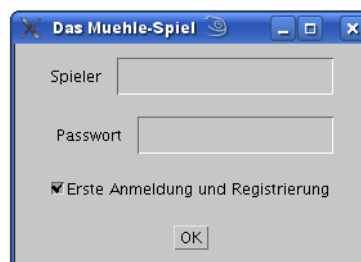 Das Muehle-Spiel
Spieler
Passwort
Erste Anmeldung und Registrierung
OK